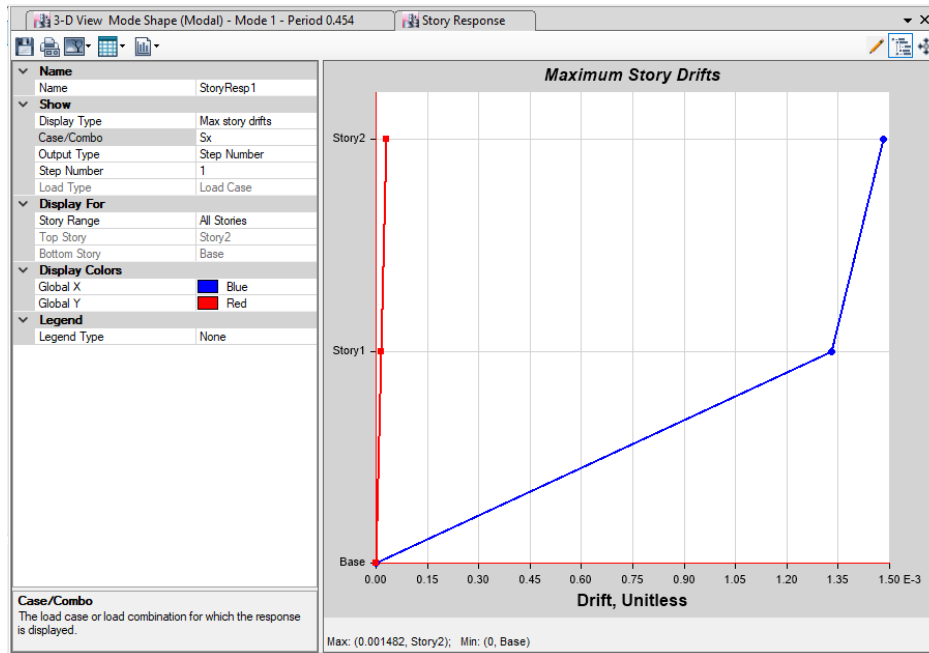 3-D View Mode Shape (Modal) - Mode 1 - Period 0.454 Story Response
Name
Name StoryResp1
Show
Display Type Max story drifts
Case/Combo Sx
Output Type Step Number
Step Number 1
Load Type Load Case
Display For
Story Range All Stories
Top Story Story2
Bottom Story Base
Display Colors
Global X Blue
Global Y Red
Legend
Legend Type None
Case/Combo
The load case or load combination for which the response
is displayed.
Maximum Story Drifts
Story2
Story1
Base
0.00 0.15 0.30 0.45 0.60 0.75 0.90 1.05 1.20 1.35 1.50 E-3
Drift, Unitless
Max: (0.001482, Story2); Min: (0, Base)